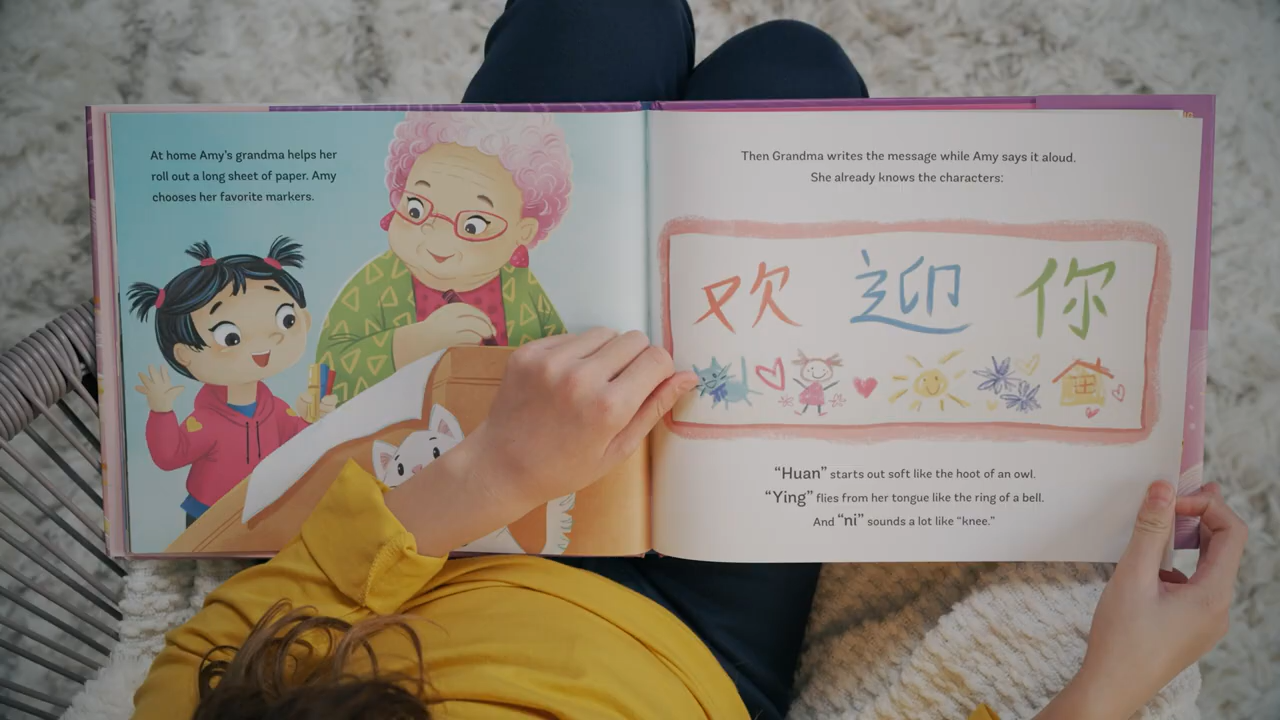 At home Amy's grandma helps her
roll out a long sheet of paper. Amy
chooses her favorite markers.
Then Grandma writes the message while Amy says it aloud.
She already knows the characters:
欢迎你
“Huan” starts out soft like the hoot of an owl.
“Ying” flies from her tongue like the ring of a bell.
And “ni” sounds a lot like “knee.”